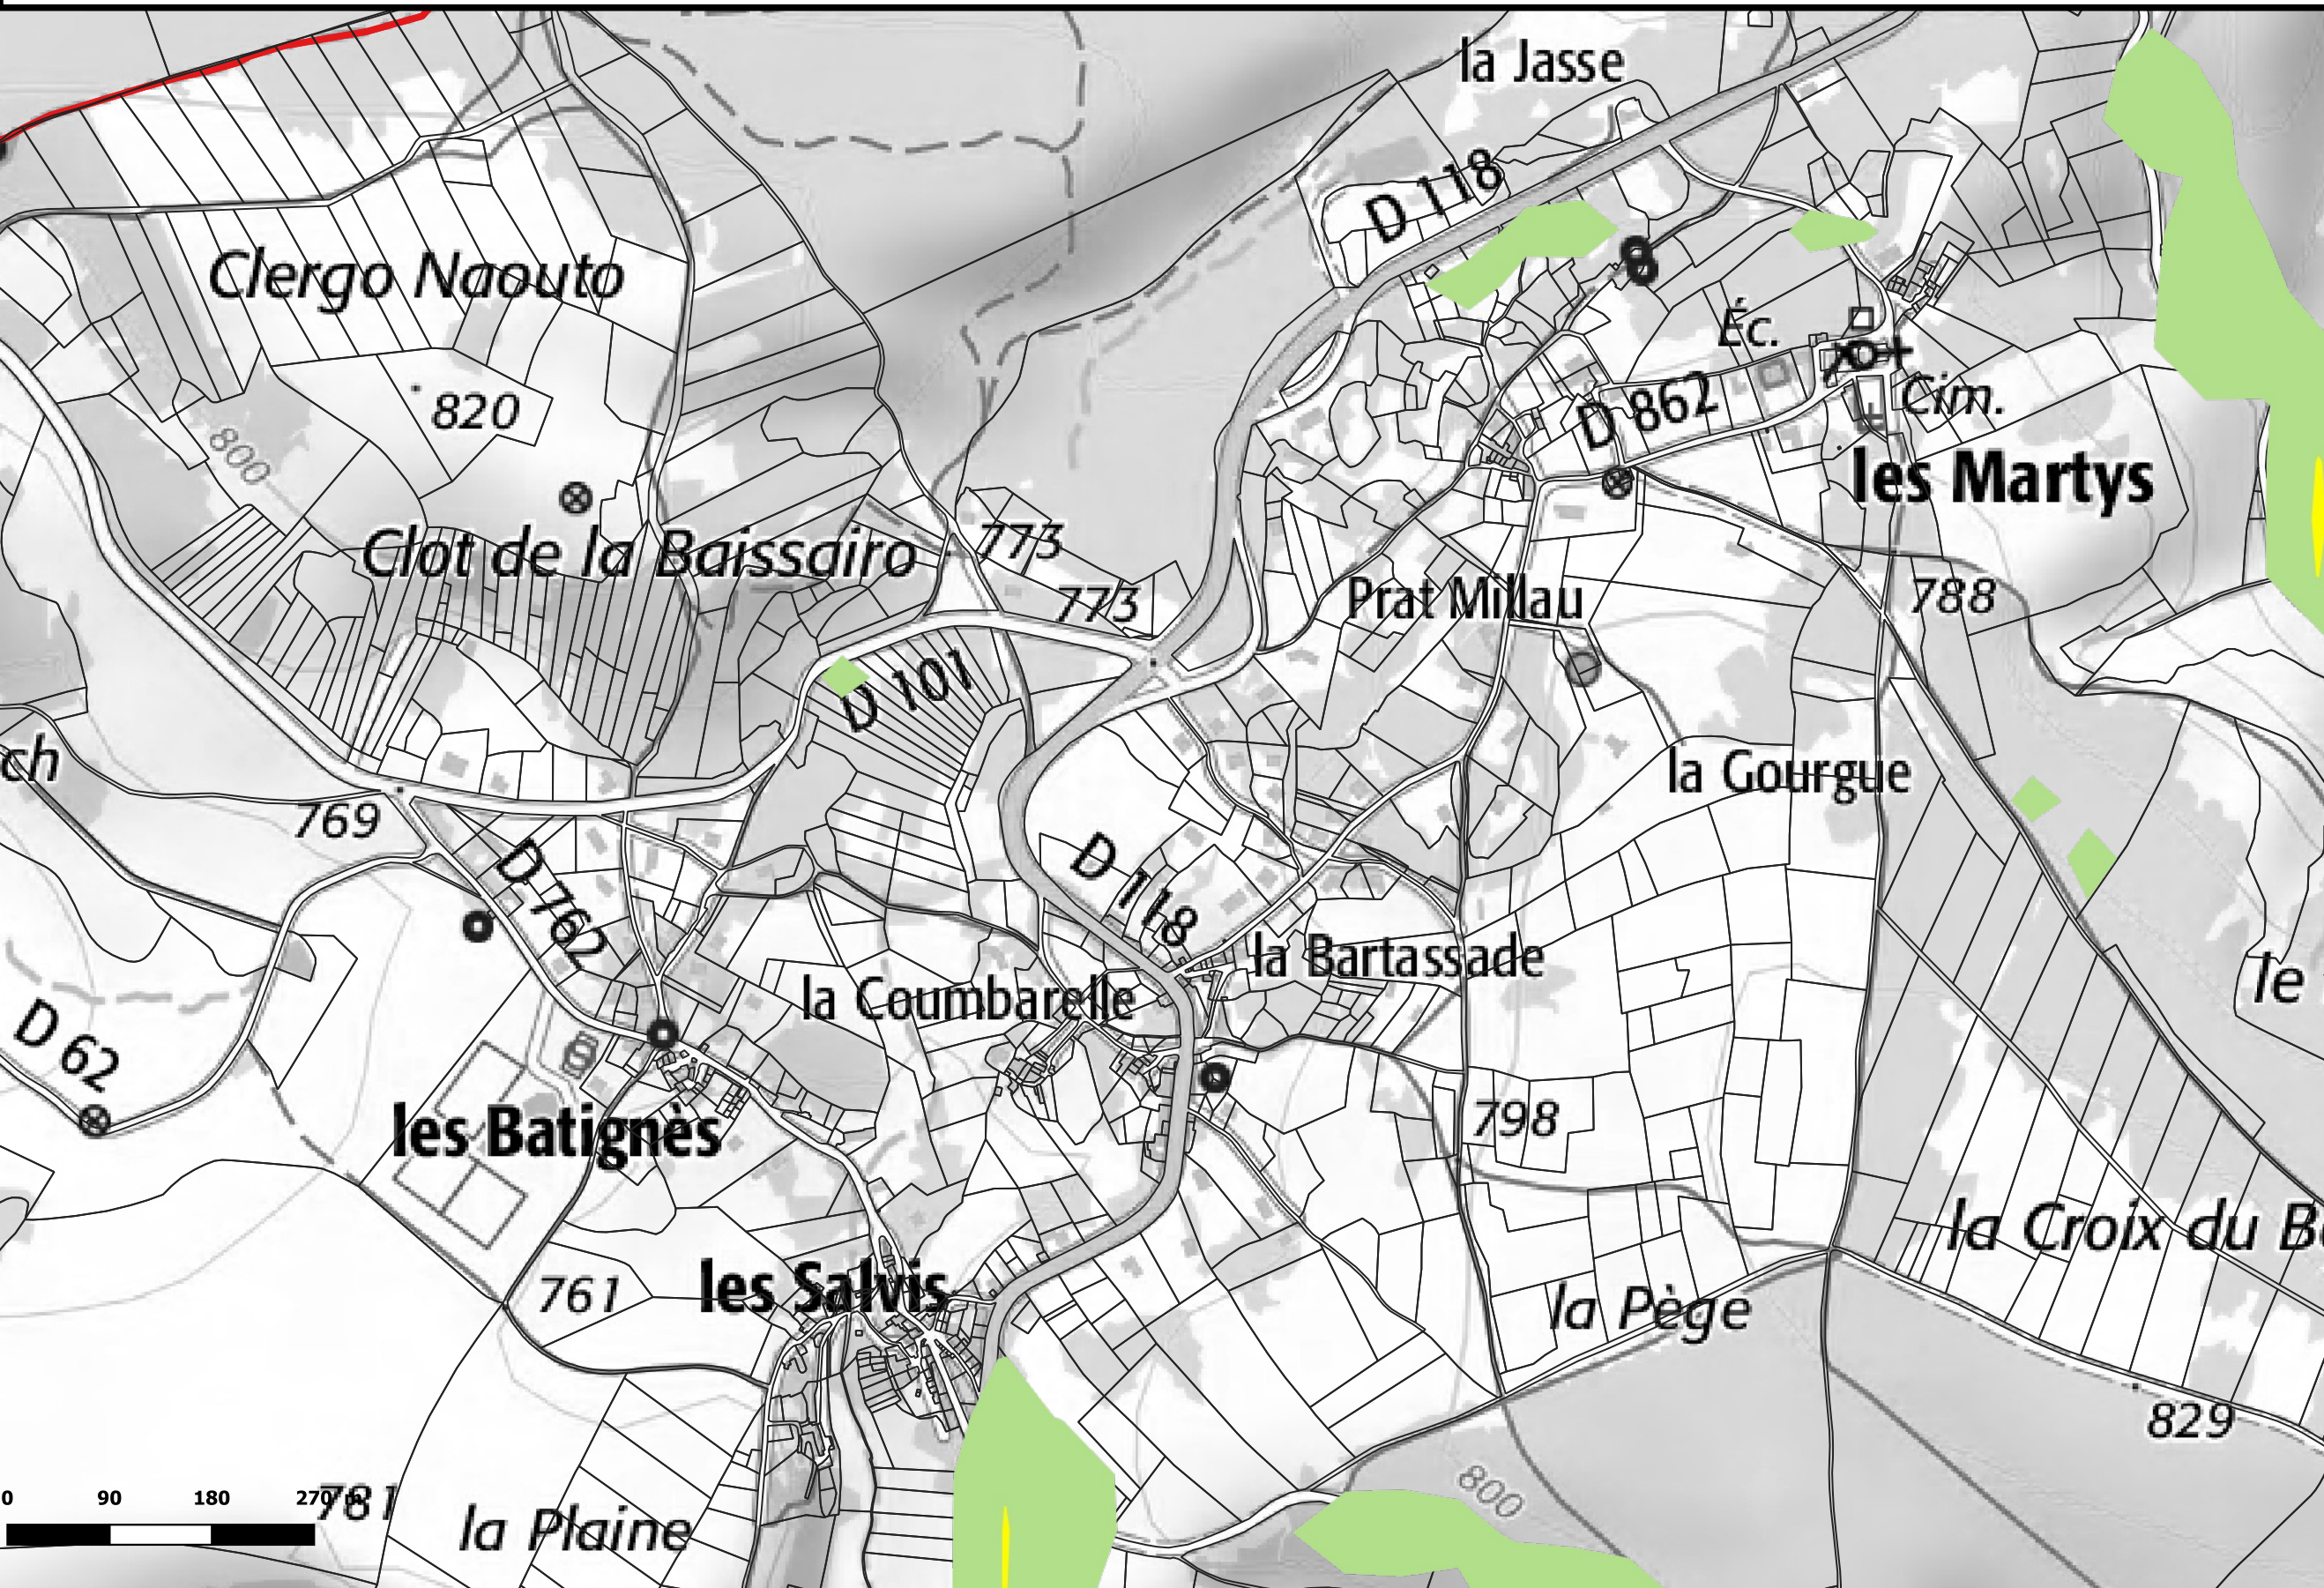 la Jasse
D 118
Clergo Naouto
Éc.
820
D 862
Cim.
800
les Martys
Clot de la Baissairo
773
773
Prat Millau
788
D 101
ch
la Gourgue
769
D 762
D 118
la Bartassade
la Coumbarelle
le
D 62
les Batignès
798
la Croix du B
761
les Salvis
la Pège
829
800
0 90 180 270
781
la Plaine